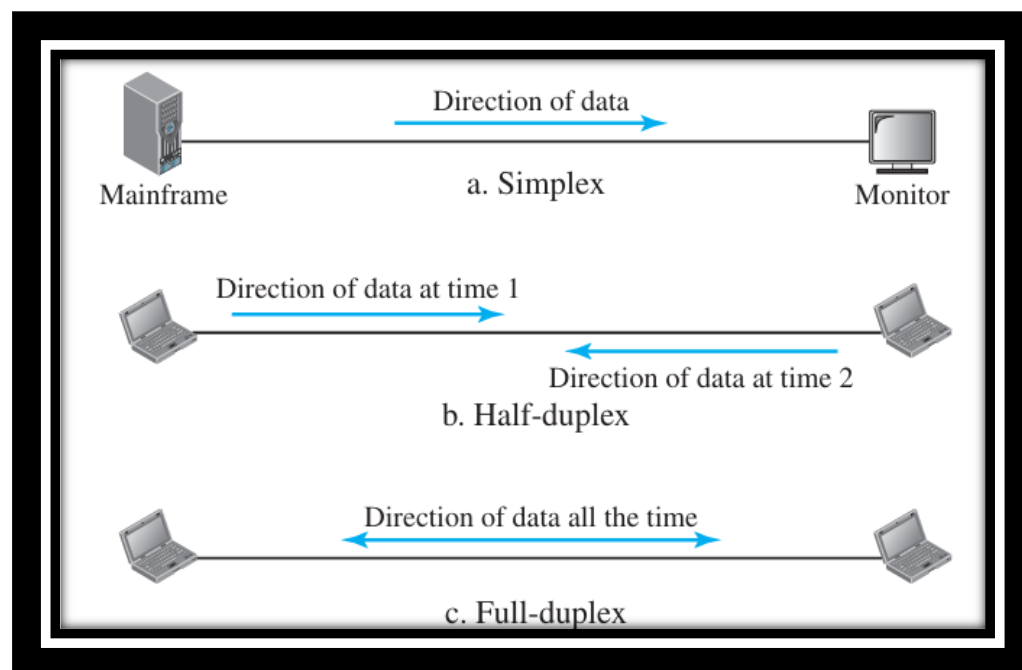 Direction of data
Mainframe
a. Simplex
Monitor
Direction of data at time 1
Direction of data at time 2
b. Half-duplex
Direction of data all the time
c. Full-duplex